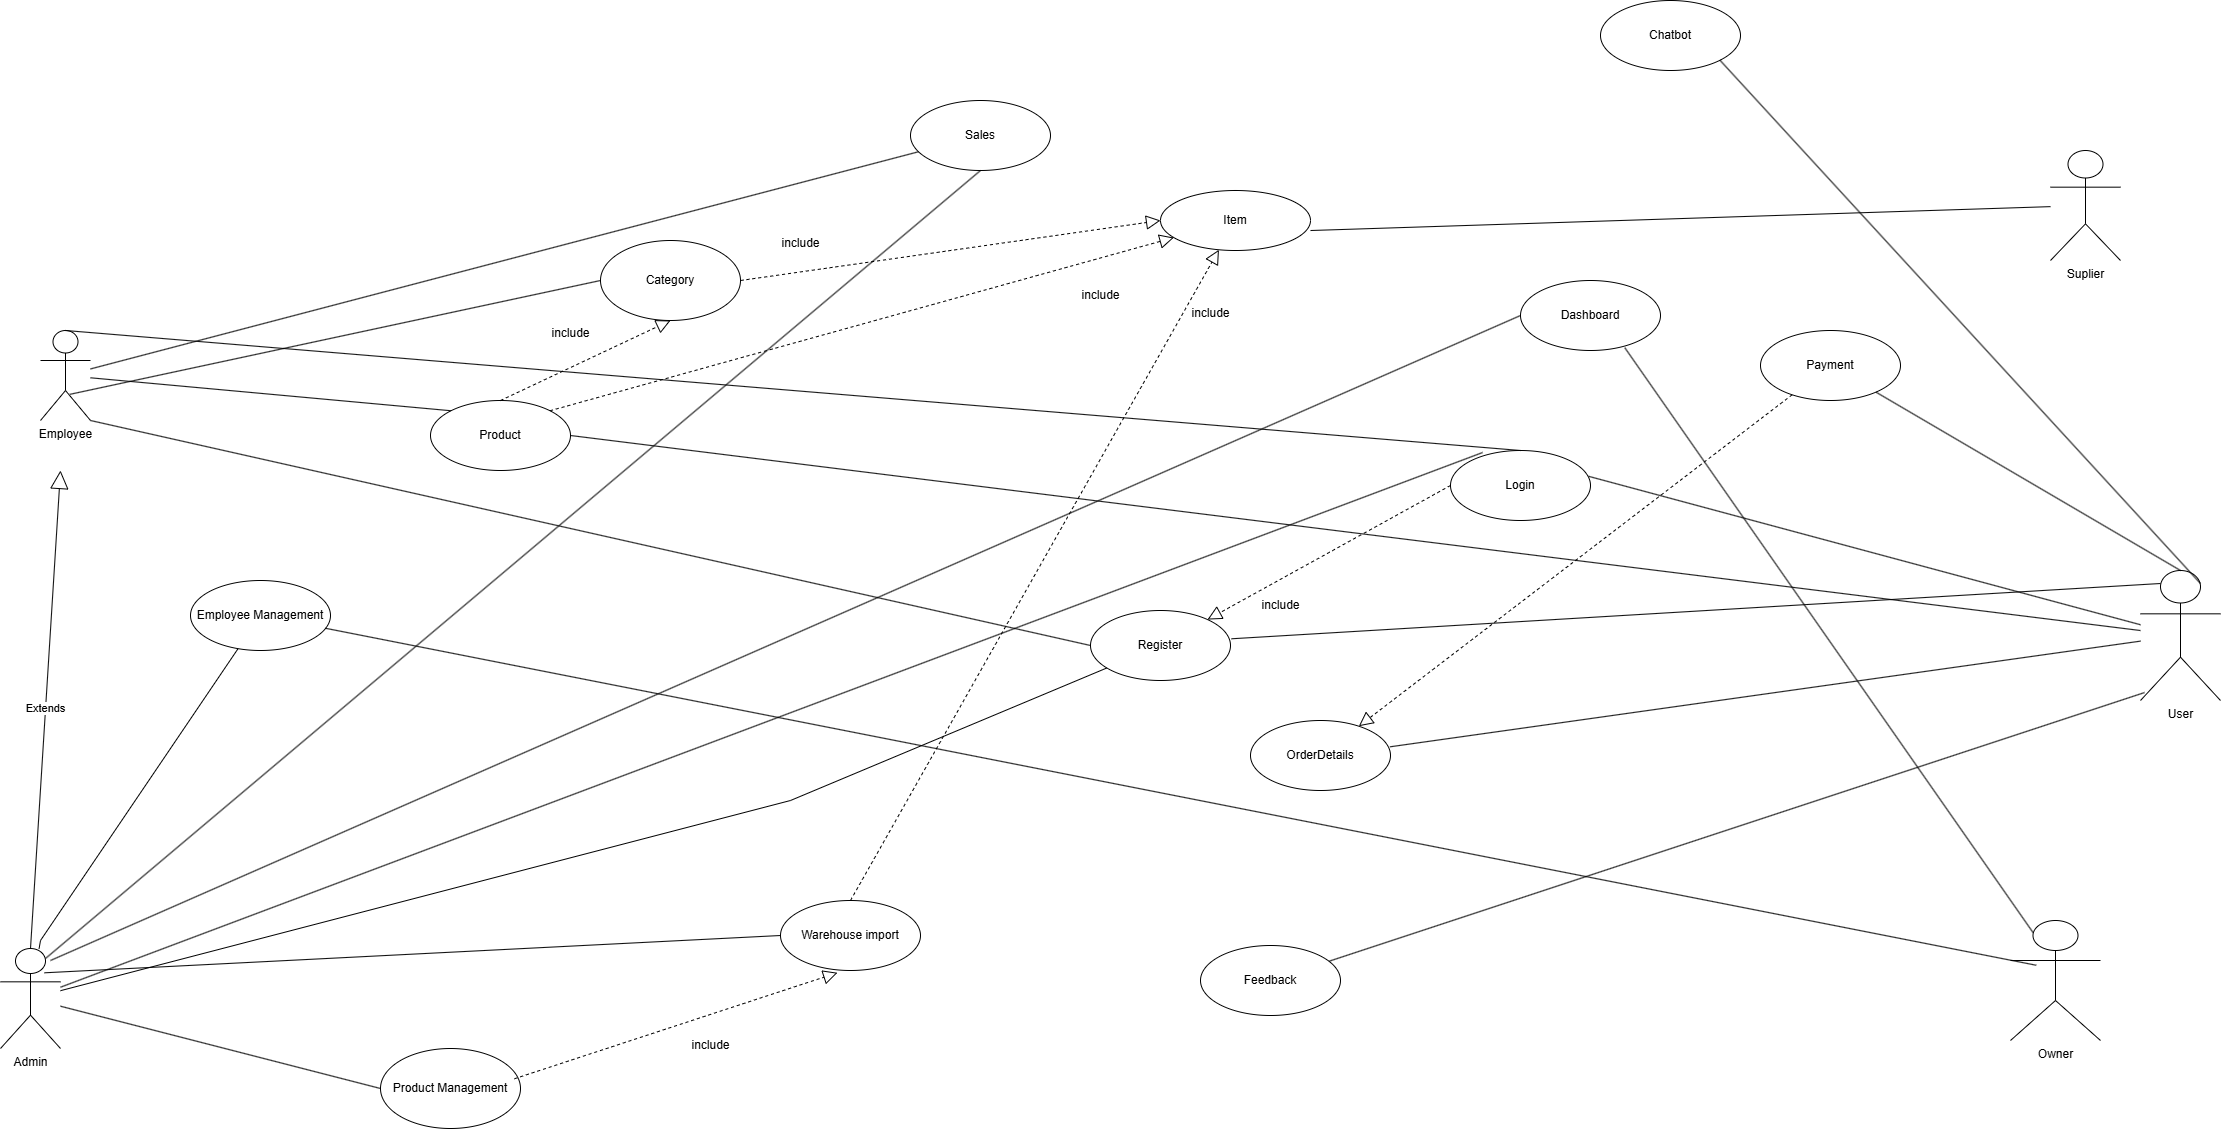 Chatbot
Sales
Item
include
Category
Suplier
include
include
Dashboard
include
Payment
Employee
Product
Login
include
Employee Management
Register
Extends
User
OrderDetails
Warehouse import
Feedback
include
Owner
Admin
Product Management